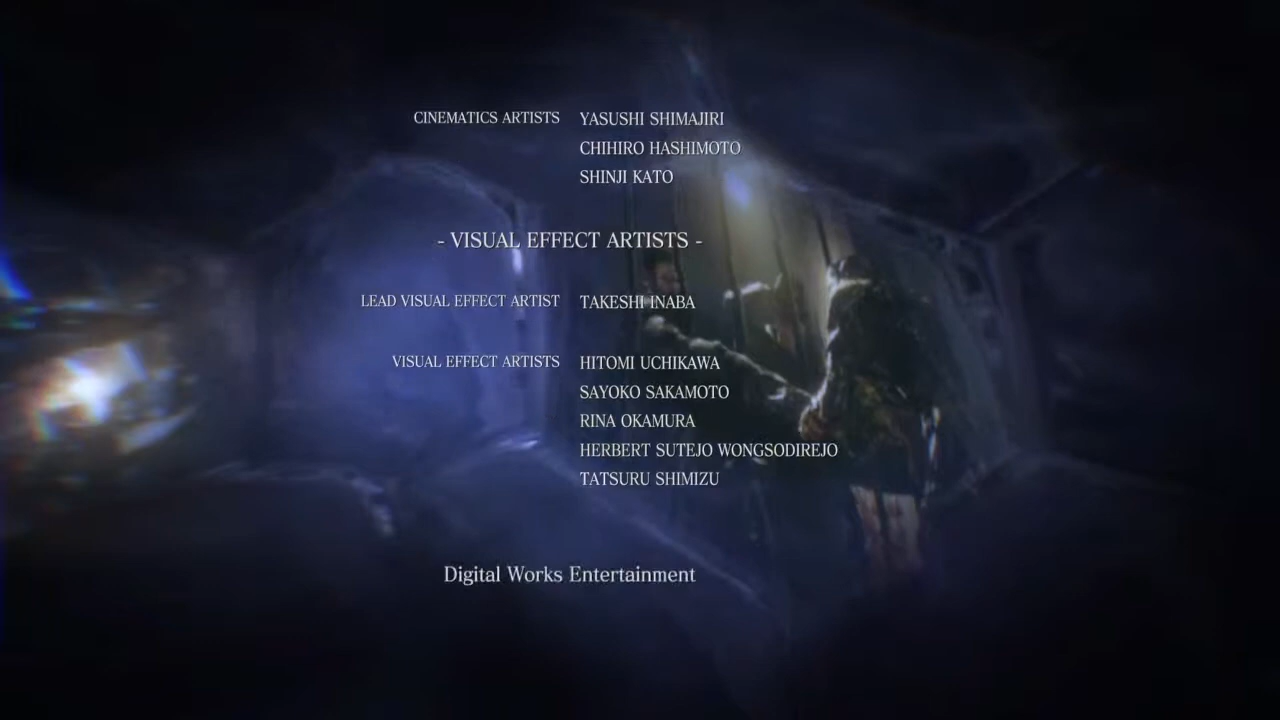 CINEMATICS ARTISTS YASUSHI SHIMAJIRI
CHIHIRO HASHIMOTO
SHINJI KATO
- VISUAL EFFECT ARTISTS -
LEAD VISUAL EFFECT ARTIST TAKESHI INABA
VISUAL EFFECT ARTISTS HITOMI UCHIKAWA
SAYOKO SAKAMOTO
RINA OKAMURA
HERBERT SUTEJO WONGSODIREJO
TATSURU SHIMIZU
Digital Works Entertainment